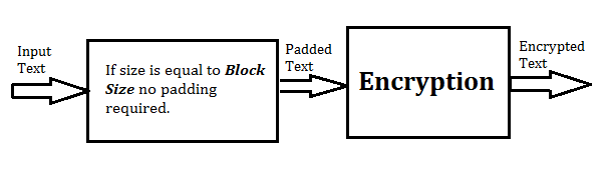 Input
Text
If size is equal to Block
Size no padding
required.
Padded
Text
Encryption
Encrypted
Text